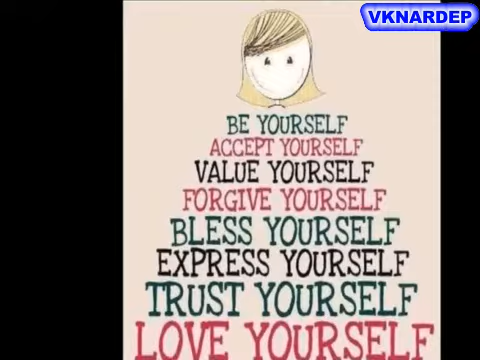 VKNARDEP
BE YOURSELF
ACCEPT YOURSELF
VALUE YOURSELF
FORGIVE YOURSELF
BLESS YOURSELF
EXPRESS YOURSELF
TRUST YOURSELF
LOVE YOURSELF